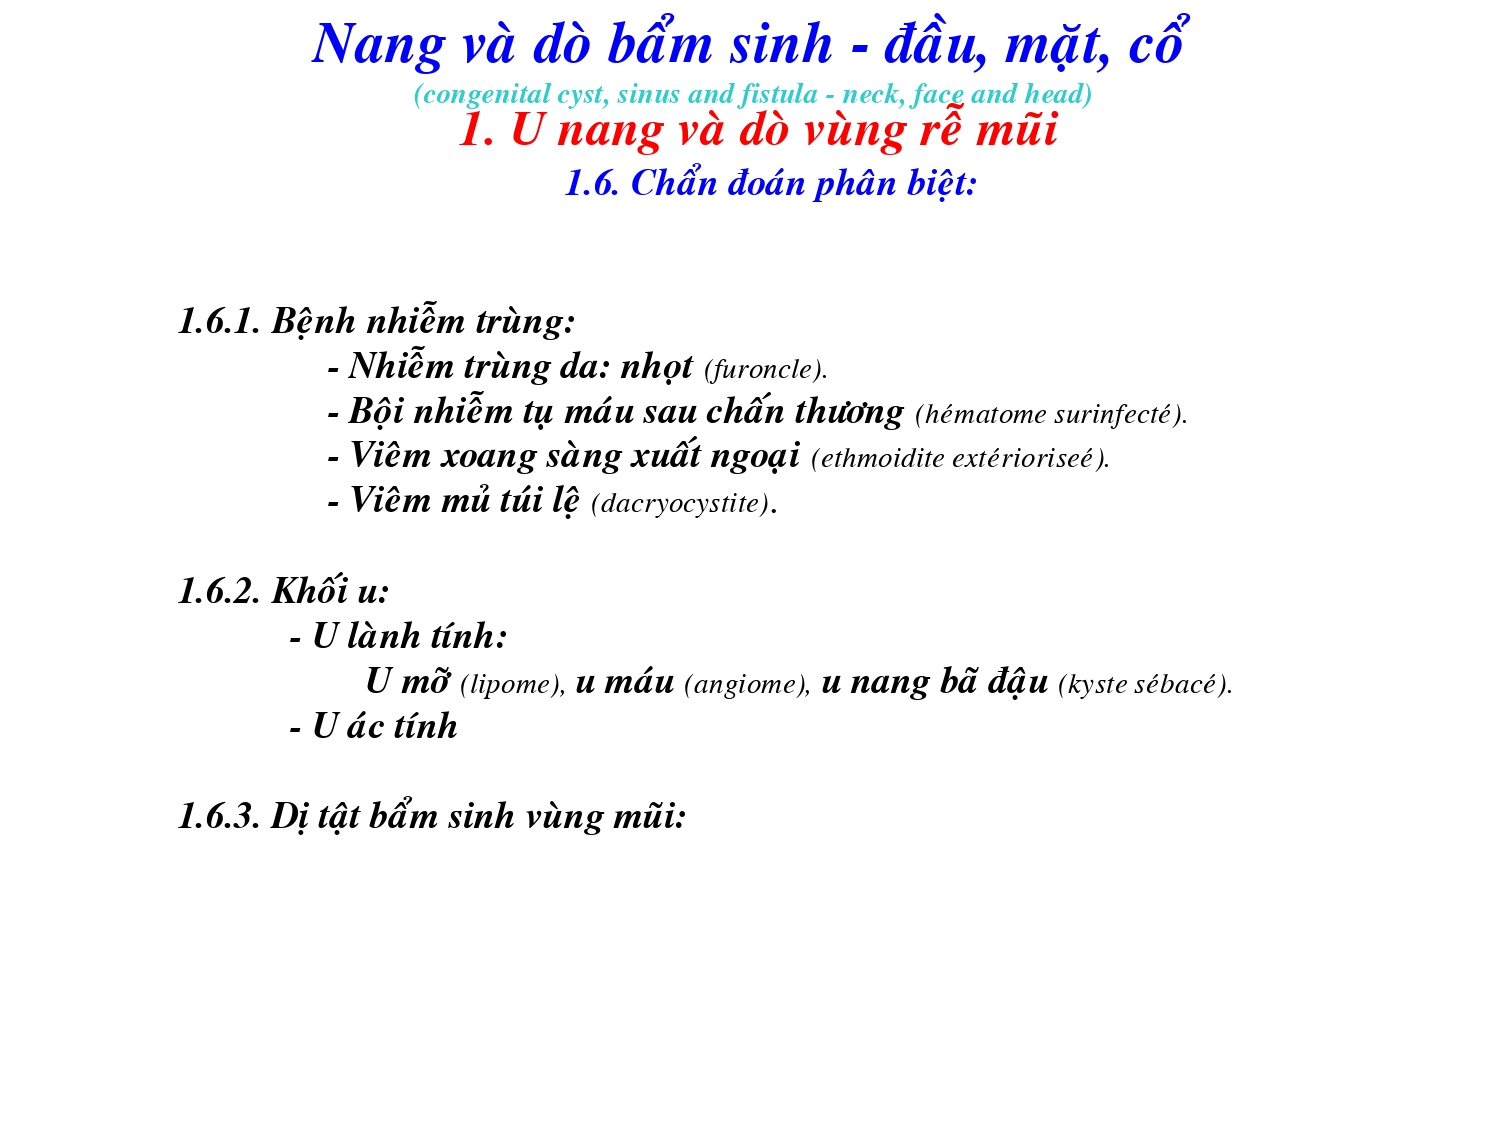 Nang và dò bẩm sinh - đầu, mặt, cổ
(congenital cyst, sinus and fistula - neck, face and head)
1. U nang và dò vùng rễ mũi
1.6. Chẩn đoán phân biệt:
1.6.1. Bệnh nhiễm trùng:
- Nhiễm trùng da: nhọt (furoncle).
- Bội nhiễm tụ máu sau chấn thương (hématome surinfecté).
- Viêm xoang sàng xuất ngoại (ethmoidite extérioriseé).
- Viêm mủ túi lệ (dacryocystite).
1.6.2. Khối u:
- U lành tính:
U mỡ (lipome), u máu (angiome), u nang bã đậu (kyste sébacé).
- U ác tính
1.6.3. Dị tật bẩm sinh vùng mũi: